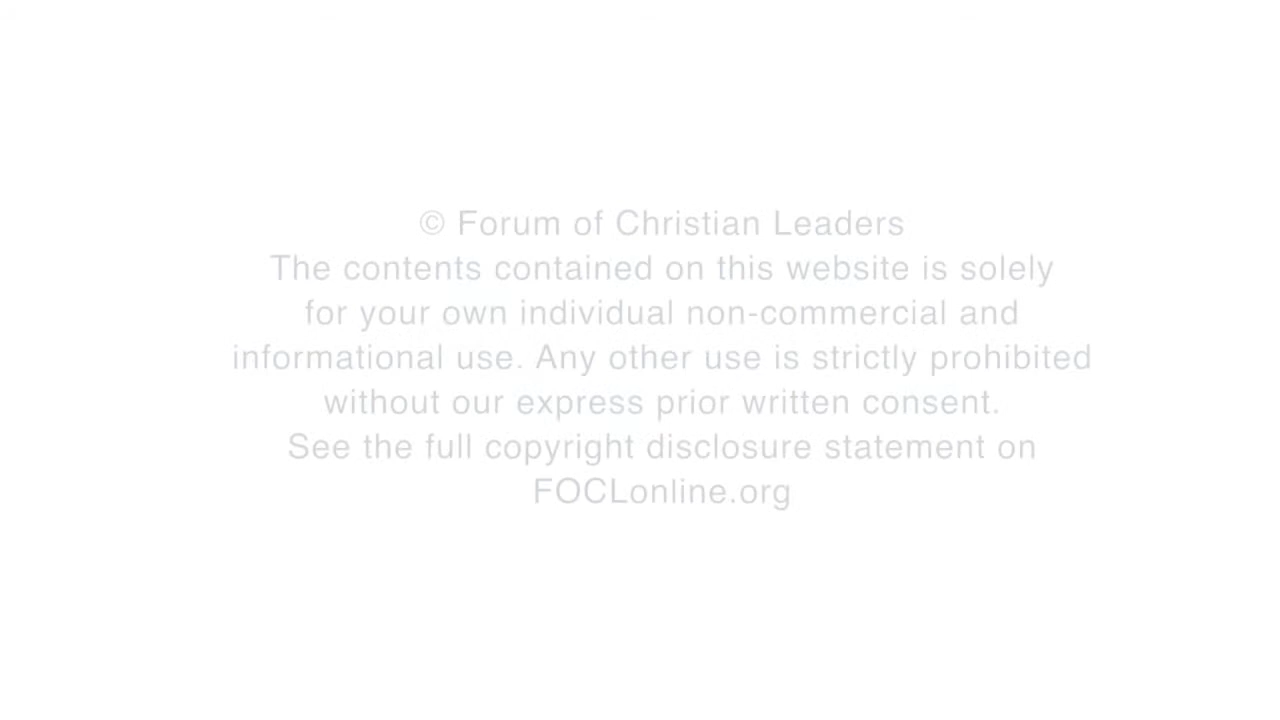 © Forum of Christian Leaders
The contents contained on this website is solely
for your own individual non-commercial and
informational use. Any other use is strictly prohibited
without our express prior written consent.
See the full copyright disclosure statement on
FOCLonline.org